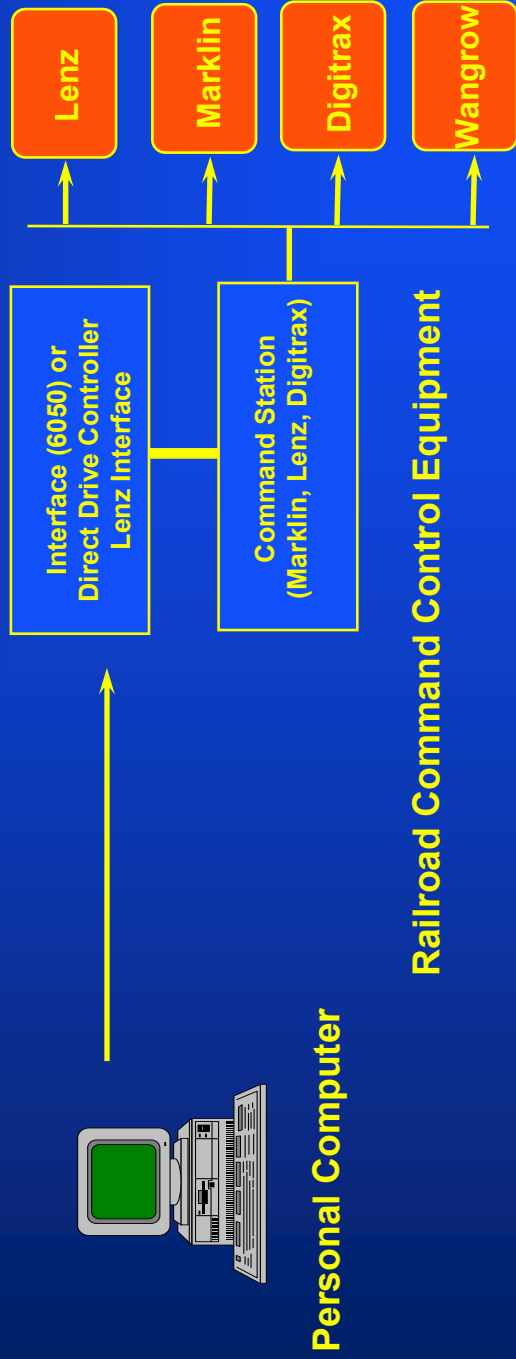 Interface (6050) or
Direct Drive Controller
Lenz Interface
Command Station
(Marklin, Lenz, Digitrax)
Lenz
Marklin
Digitrax
Wangrow
Personal Computer
Railroad Command Control Equipment